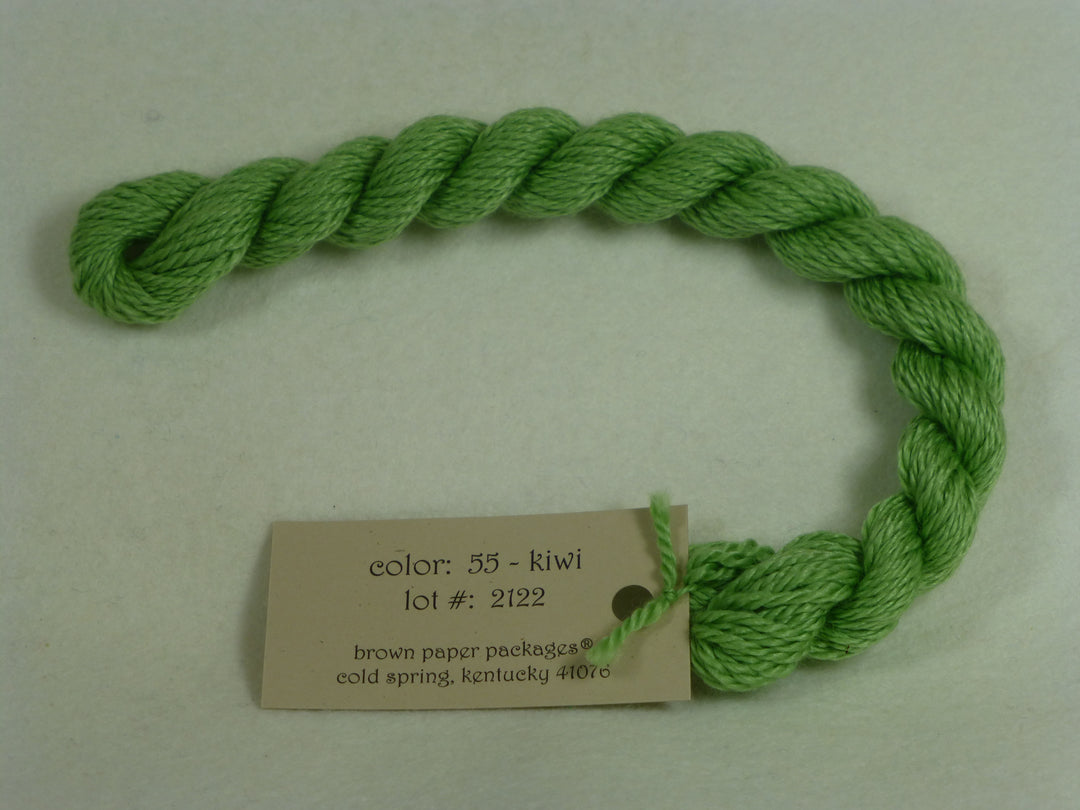 color: 55 - kiwi
lot #: 2122
brown paper packages®
cold spring, kentucky 41076